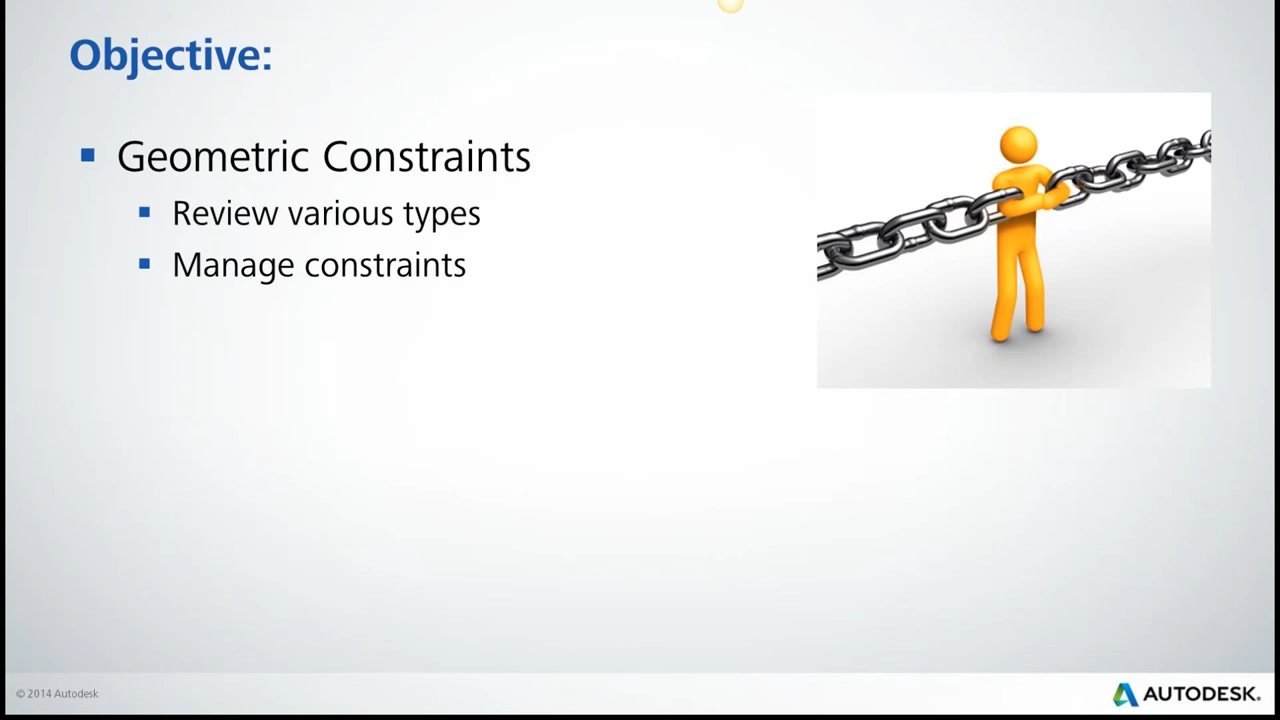 Objective:
Geometric Constraints
Review various types
Manage constraints
© 2014 Autodesk
AUTODESK.